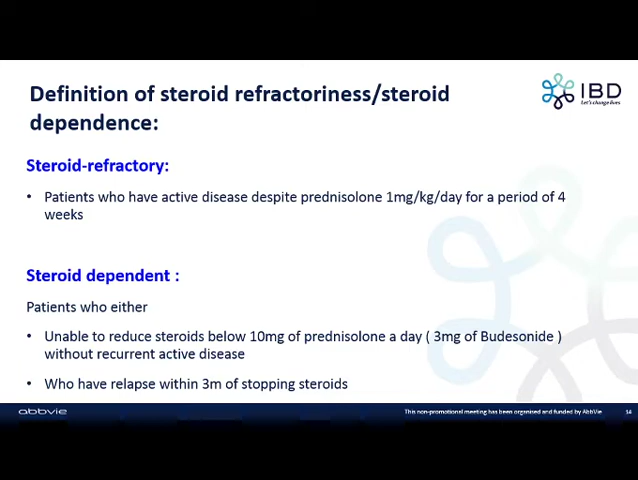 Definition of steroid refractoriness/steroid
dependence:
IBD
Let's change lives
Steroid-refractory:
• Patients who have active disease despite prednisolone 1mg/kg/day for a period of 4
weeks
Steroid dependent :
Patients who either
• Unable to reduce steroids below 10mg of prednisolone a day ( 3mg of Budesonide )
without recurrent active disease
• Who have relapse within 3m of stopping steroids
abbvie
This non-promotional meeting has been organised and funded by AbbVie
14